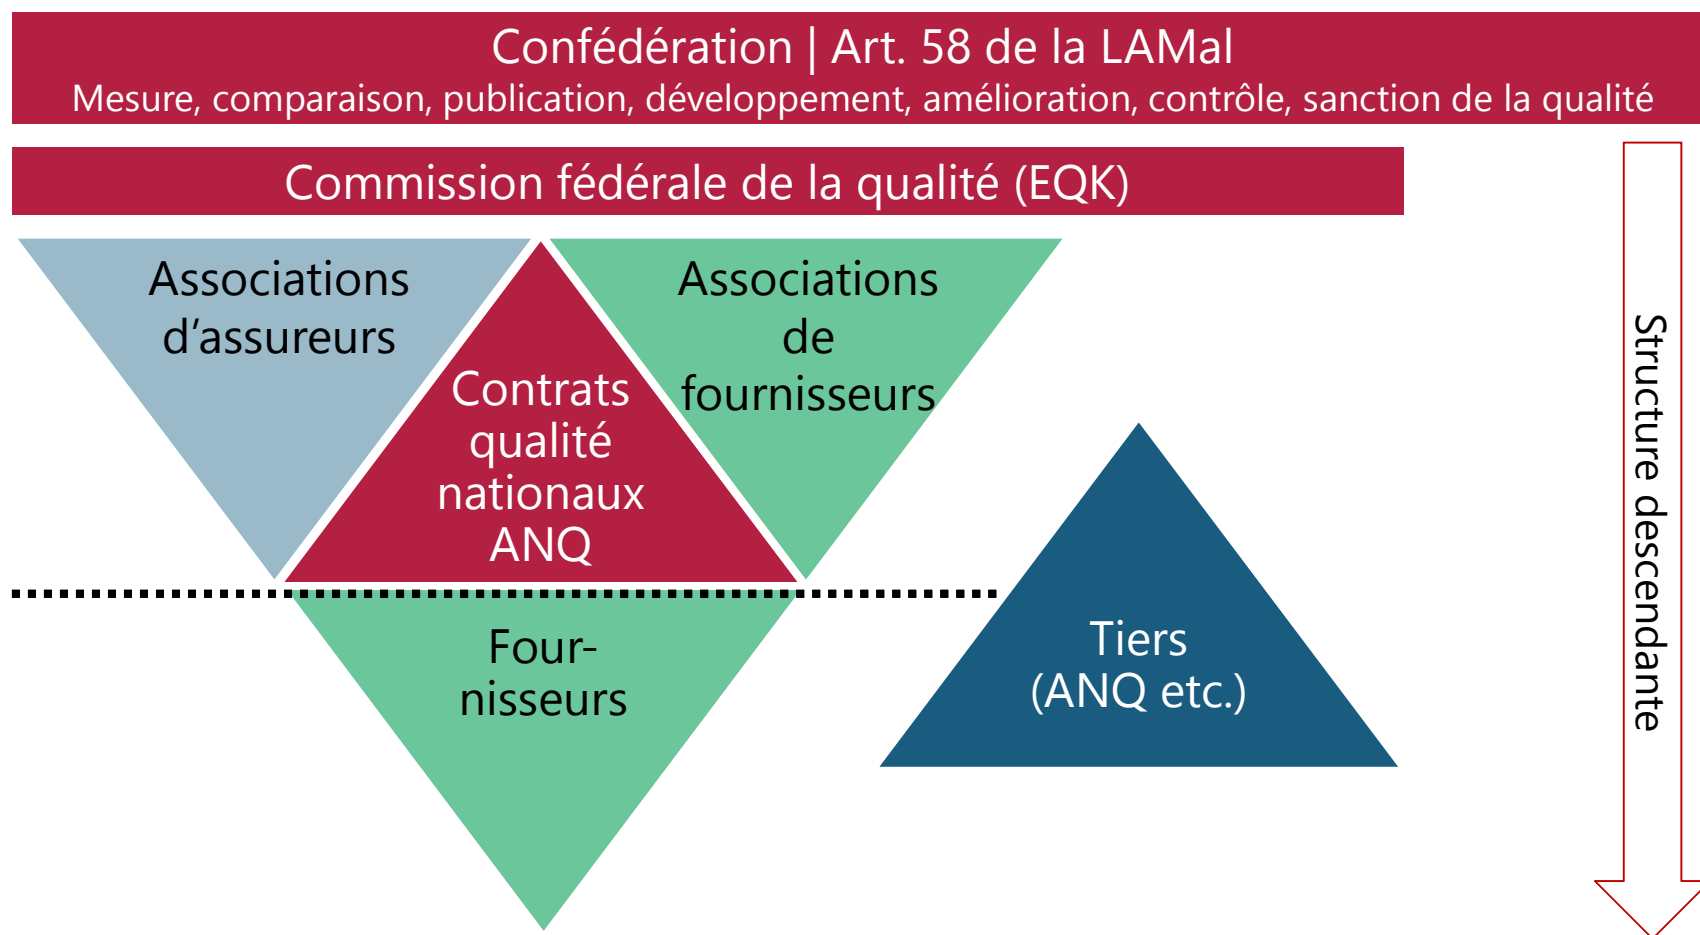 Confédération | Art. 58 de la LAMal
Mesure, comparaison, publication, développement, amélioration, contrôle, sanction de la qualité
Commission fédérale de la qualité (EQK)
Associations
d’assureurs
Contrats
qualité
nationaux
ANQ
Associations
de
fournisseurs
Four-
nisseurs
Tiers
(ANQ etc.)
Structure descendante